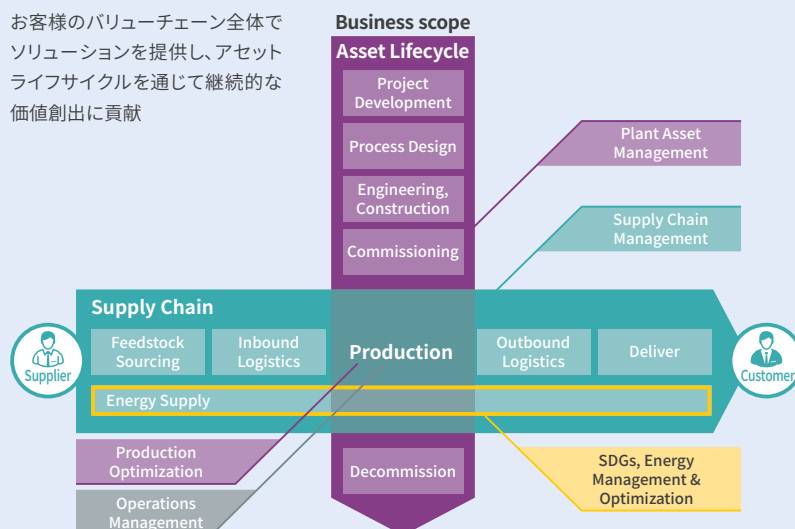 お客様のバリューチェーン全体で
ソリューションを提供し、アセット
ライフサイクルを通じて継続的な
価値創出に貢献
Business scope
Asset Lifecycle
Project
Development
Process Design
Engineering,
Construction
Commissioning
Plant Asset
Management
Supply Chain
Management
Supply Chain
Feedstock
Sourcing
Inbound
Logistics
Production
Outbound
Logistics
Deliver
Supplier
Customer
Energy Supply
Production
Optimization
Operations
Management
Decommission
SDGs, Energy
Management &
Optimization